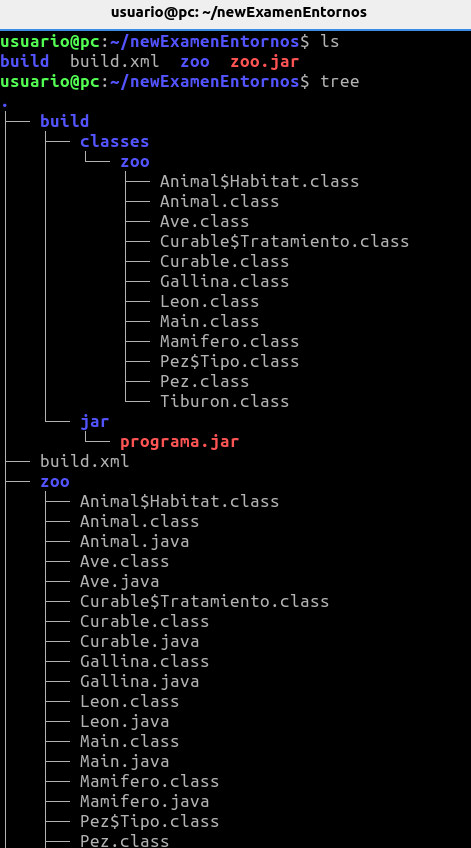 usuario@pc: ~/newExamenEntornos
usuario@pc:~/newExamenEntornos$ ls
build build.xml zoo zoo.jar
usuario@pc:~/newExamenEntornos$ tree
.
├── build
│   ├── classes
│   │   └── zoo
│   │       ├── Animal$Habitat.class
│   │       ├── Animal.class
│   │       ├── Ave.class
│   │       ├── Curable$Tratamiento.class
│   │       ├── Curable.class
│   │       ├── Gallina.class
│   │       ├── Leon.class
│   │       ├── Main.class
│   │       ├── Mamifero.class
│   │       ├── Pez$Tipo.class
│   │       ├── Pez.class
│   │       └── Tiburon.class
│   └── jar
│       └── programa.jar
├── build.xml
├── zoo
│   ├── Animal$Habitat.class
│   ├── Animal.class
│   ├── Animal.java
│   ├── Ave.class
│   ├── Ave.java
│   ├── Curable$Tratamiento.class
│   ├── Curable.class
│   ├── Curable.java
│   ├── Gallina.class
│   ├── Gallina.java
│   ├── Leon.class
│   ├── Leon.java
│   ├── Main.class
│   ├── Main.java
│   ├── Mamifero.class
│   ├── Mamifero.java
│   ├── Pez$Tipo.class
│   ├── Pez.class